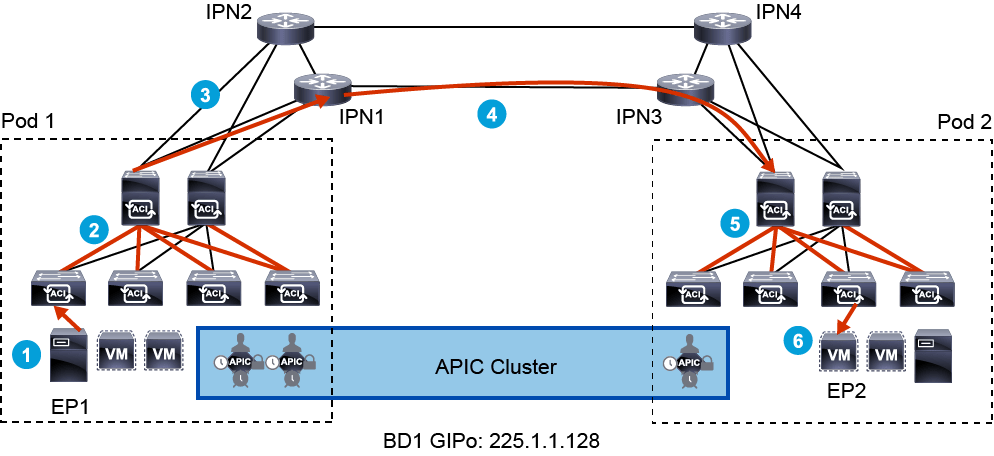 IPN2
IPN4
3
IPN1
4
IPN3
Pod 1
Pod 2
ACI
ACI
ACI
ACI
2
5
ACI
ACI
ACI
ACI
ACI
ACI
ACI
ACI
1
VM
VM
APIC
APIC
APIC Cluster
APIC
6
VM
VM
EP1
EP2
BD1 GIPo: 225.1.1.128